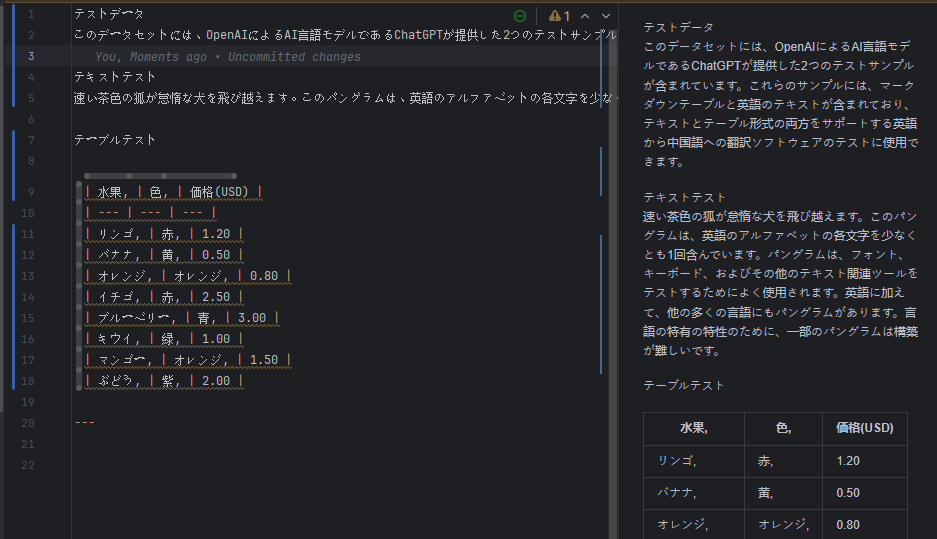 1 テストデータ
2 このデータセットには、OpenAIによるAI言語モデルであるChatGPTが提供した2つのテストサンプル
3 You, Moments ago • Uncommitted changes
4 テキストテスト
5 速い茶色の狐が怠惰な犬を飛び越えます。このパングラムは、英語のアルファベットの各文字を少なく
6
7 テーブルテスト
8
9 | 水果, | 色, | 価格(USD) |
10 | --- | --- | --- |
11 | リンゴ, | 赤, | 1.20 |
12 | バナナ, | 黄, | 0.50 |
13 | オレンジ, | オレンジ, | 0.80 |
14 | イチゴ, | 赤, | 2.50 |
15 | ブルーベリー, | 青, | 3.00 |
16 | キウイ, | 緑, | 1.00 |
17 | マンゴー, | オレンジ, | 1.50 |
18 | ぶどう, | 紫, | 2.00 |
19
20 ---
21
22
1
テストデータ
このデータセットには、OpenAIによるAI言語モデ
ルであるChatGPTが提供した2つのテストサンプル
が含まれています。これらのサンプルには、マーク
ダウンテーブルと英語のテキストが含まれており、
テキストとテーブル形式の両方をサポートする英語
から中国語への翻訳ソフトウェアのテストに使用で
きます。
テキストテスト
速い茶色の狐が怠惰な犬を飛び越えます。このパン
グラムは、英語のアルファベットの各文字を少なく
とも1回含んでいます。パングラムは、フォント、
キーボード、およびその他のテキスト関連ツールを
テストするためによく使用されます。英語に加え
て、他の多くの言語にもパングラムがあります。言
語の特有の特性のために、一部のパングラムは構築
が難しいです。
テーブルテスト
水果, 色, 価格(USD)
リンゴ, 赤, 1.20
バナナ, 黄, 0.50
オレンジ, オレンジ, 0.80